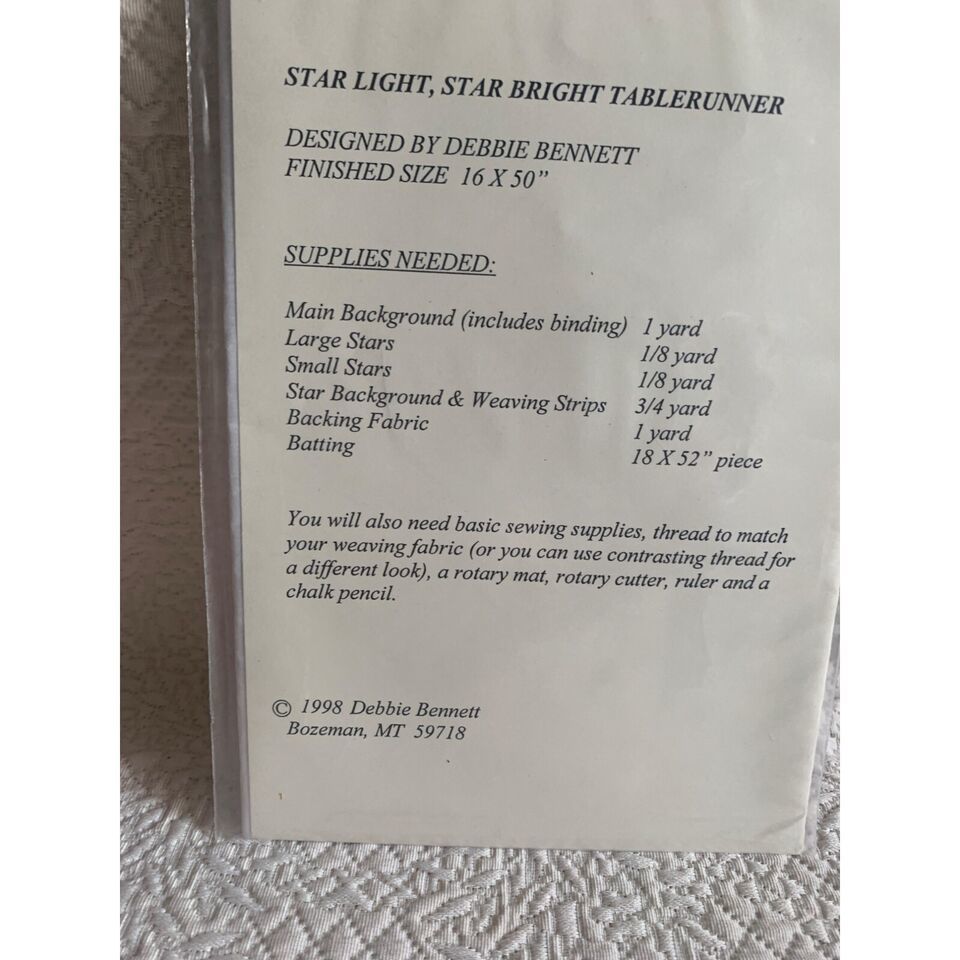 STAR LIGHT, STAR BRIGHT TABLERUNNER
DESIGNED BY DEBBIE BENNETT
FINISHED SIZE 16 X 50”
SUPPLIES NEEDED:
Main Background (includes binding) 1 yard
Large Stars 1/8 yard
Small Stars 1/8 yard
Star Background & Weaving Strips 3/4 yard
Backing Fabric 1 yard
Batting 18 X 52” piece
You will also need basic sewing supplies, thread to match
your weaving fabric (or you can use contrasting thread for
a different look), a rotary mat, rotary cutter, ruler and a
chalk pencil.
© 1998 Debbie Bennett
Bozeman, MT 59718